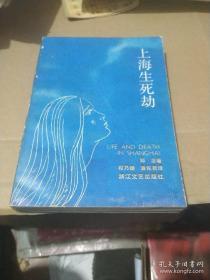 上海生死劫
LIFE AND DEATH
IN SHANGHAI
郑 念著
程乃珊 潘佐君译
浙江文艺出版社